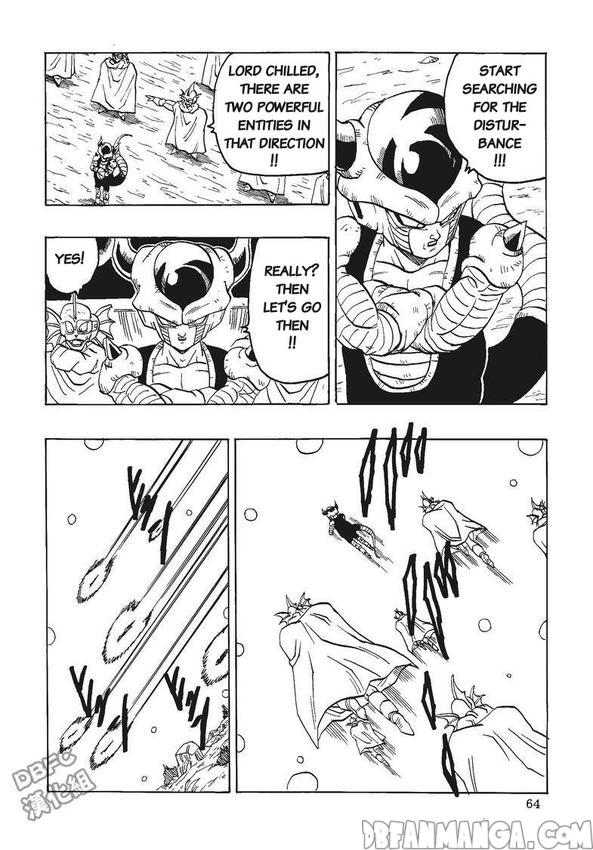 START
SEARCHING
FOR THE
DISTUR-
BANCE
!!!
LORD CHILLED,
THERE ARE
TWO POWERFUL
ENTITIES IN
THAT DIRECTION
!!
REALLY?
THEN
LET'S GO
THEN
!!
YES!
DBFC
漢化組
64
DBFANMANGA.COM